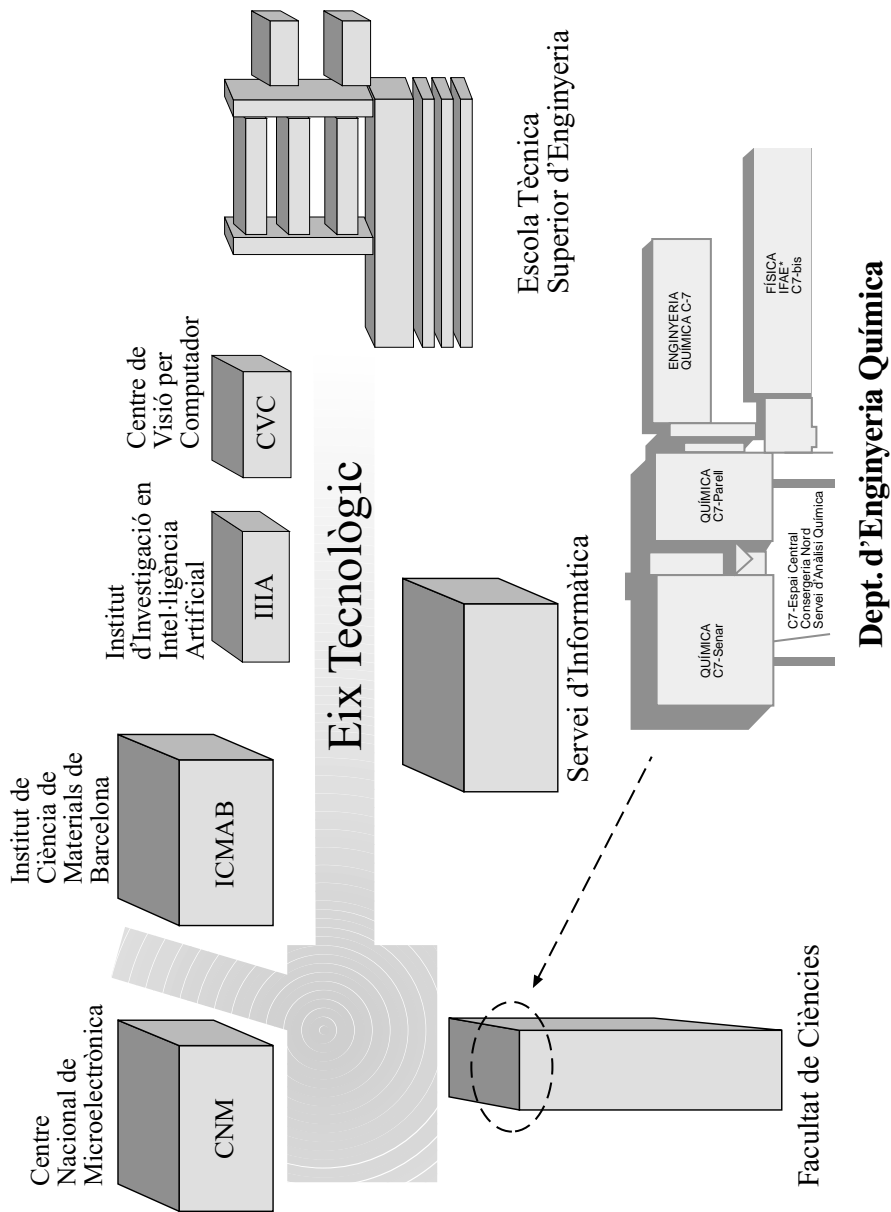 Centre
Nacional de
Microelectrònica
CNM
Institut de
Ciència de
Materials de
Barcelona
ICMAB
Institut
d'Investigació en
Intel·ligència
Artificial
IIIA
Centre de
Visió per
Computador
CVC
Eix Tecnològic
Escola Tècnica
Superior d'Enginyeria
Servei d'Informàtica
Facultat de Ciències
QUÍMICA
C7-Senar
C7-Espai Central
Consergeria Nord
Servei d'Anàlisi Química
QUÍMICA
C7-Parell
ENGINYERIA
QUIMICA C-7
FÍSICA
IFAE*
C7-bis
Dept. d'Enginyeria Química